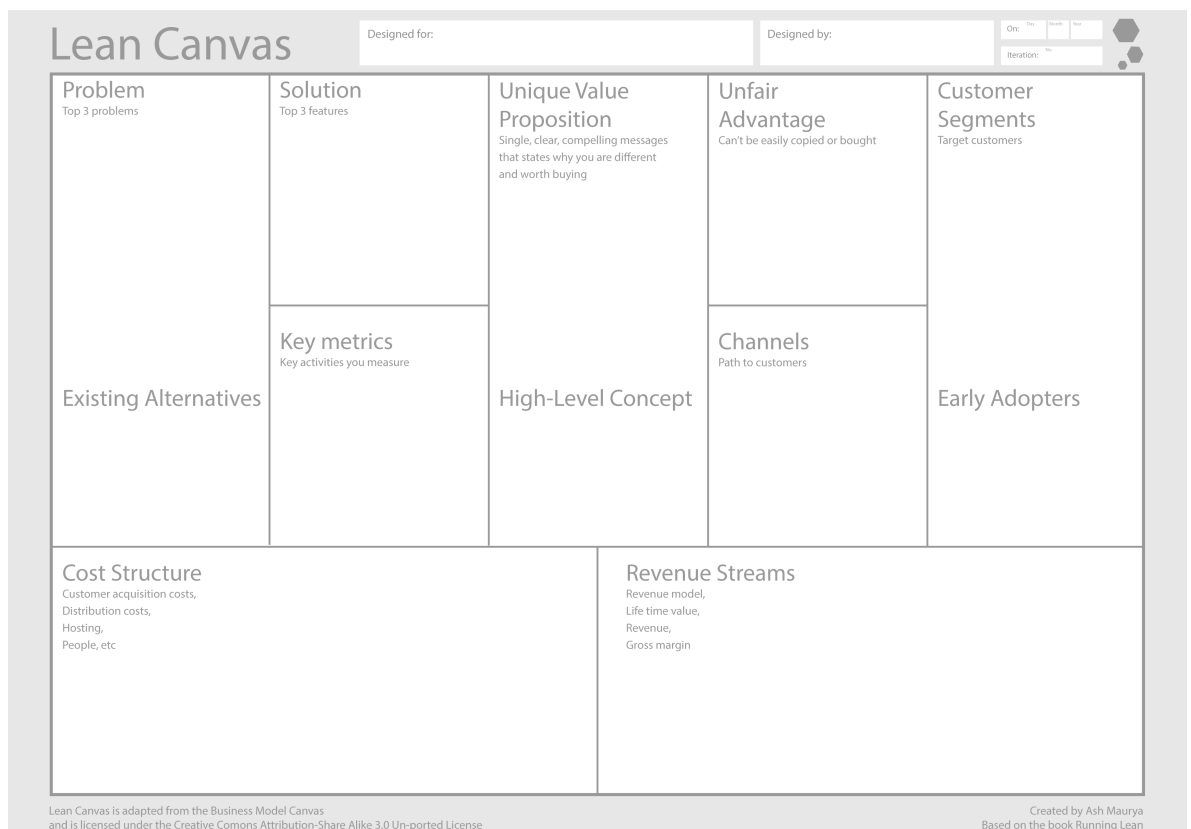 Lean Canvas
Designed for:
Designed by:
On:
Day
Month
Year
Iteration:
No.
Problem
Top 3 problems
Existing Alternatives
Solution
Top 3 features
Key metrics
Key activities you measure
Unique Value
Proposition
Single, clear, compelling messages
that states why you are different
and worth buying
High-Level Concept
Unfair
Advantage
Can't be easily copied or bought
Channels
Path to customers
Customer
Segments
Target customers
Early Adopters
Cost Structure
Customer acquisition costs,
Distribution costs,
Hosting,
People, etc
Revenue Streams
Revenue model,
Life time value,
Revenue,
Gross margin
Lean Canvas is adapted from the Business Model Canvas
and is licensed under the Creative Comons Attribution-Share Alike 3.0 Un-ported License
Created by Ash Maurya
Based on the book Running Lean